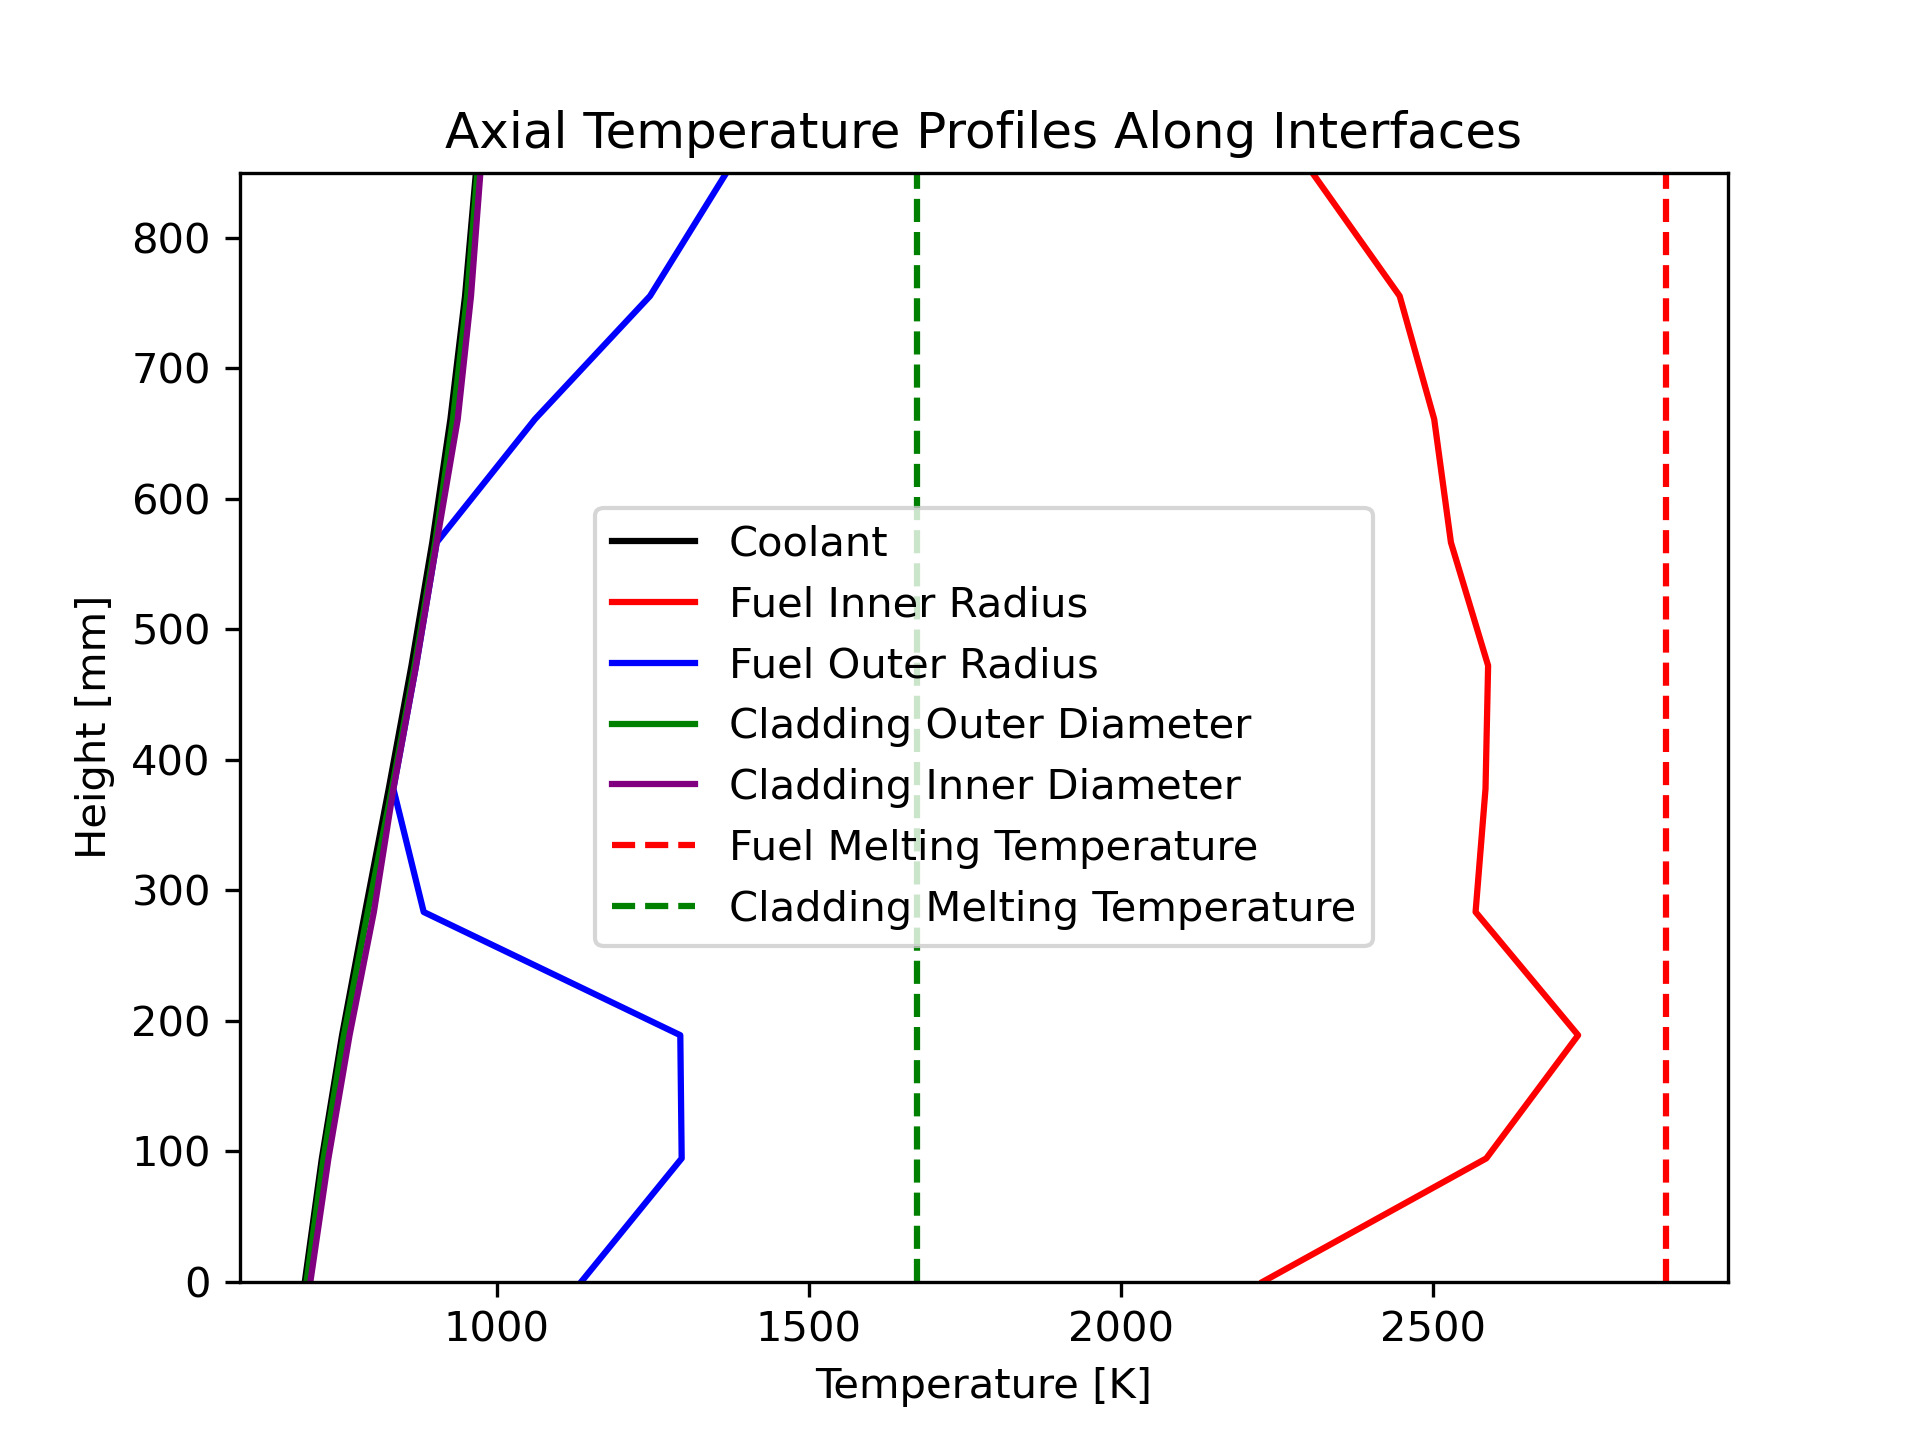 Axial Temperature Profiles Along Interfaces
Height [mm]
800
700
600
500
400
300
200
100
0
Coolant
Fuel Inner Radius
Fuel Outer Radius
Cladding Outer Diameter
Cladding Inner Diameter
Fuel Melting Temperature
Cladding Melting Temperature
1000 1500 2000 2500
Temperature [K]